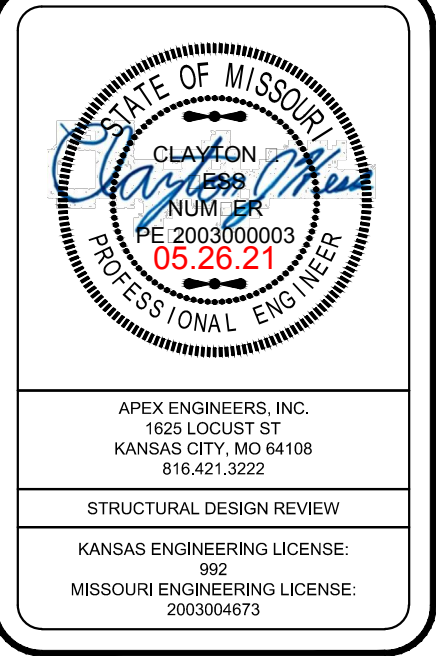 STATE OF MISSOURI
CLAYTON
NUM ER
PE 2003000003
05.26.21
PROFESSIONAL ENGINEER
APEX ENGINEERS, INC.
1625 LOCUST ST
KANSAS CITY, MO 64108
816.421.3222
STRUCTURAL DESIGN REVIEW
KANSAS ENGINEERING LICENSE:
992
MISSOURI ENGINEERING LICENSE:
2003004673